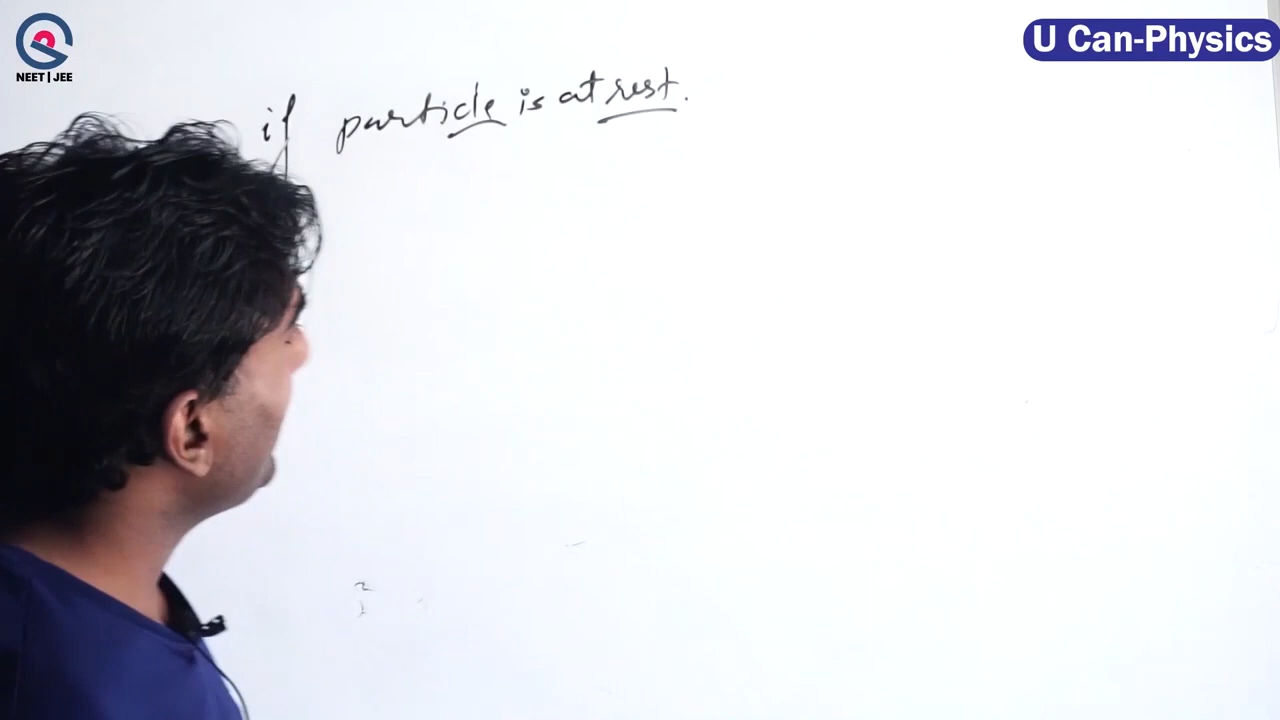 NEET | JEE
U Can-Physics
if particle is at rest.